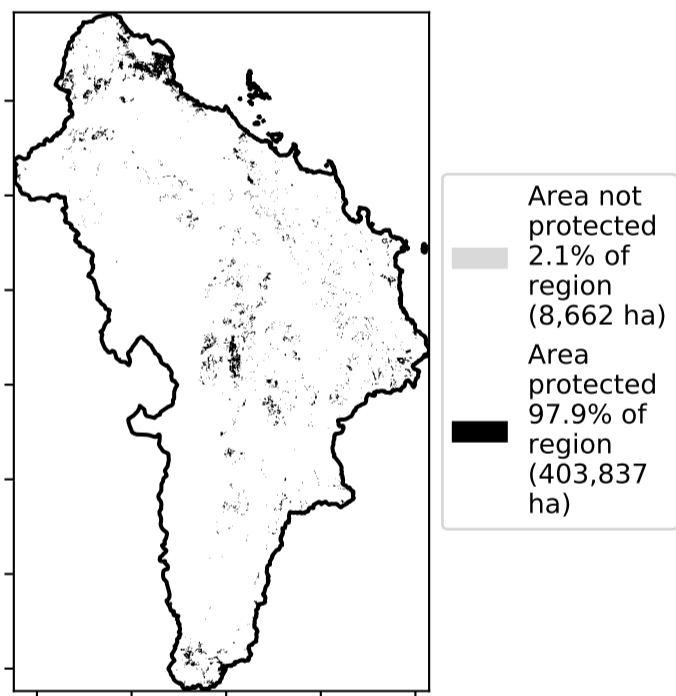 Area not
protected
2.1% of
region
(8,662 ha)
Area
protected
97.9% of
region
(403,837
ha)